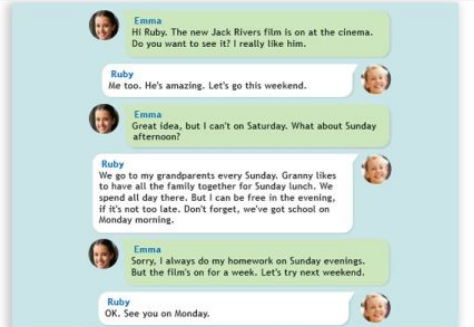 Emma
Hi Ruby. The new Jack Rivers film is on at the cinema.
Do you want to see it? I really like him.
Ruby
Me too. He's amazing. Let's go this weekend.
Emma
Great idea, but I can't on Saturday. What about Sunday
afternoon?
Ruby
We go to my grandparents every Sunday. Granny likes
to have all the family together for Sunday lunch. We
spend all day there. But I can be free in the evening,
if it's not too late. Don't forget, we've got school on
Monday morning.
Emma
Sorry, I always do my homework on Sunday evenings.
But the film's on for a week. Let's try next weekend.
Ruby
OK. See you on Monday.